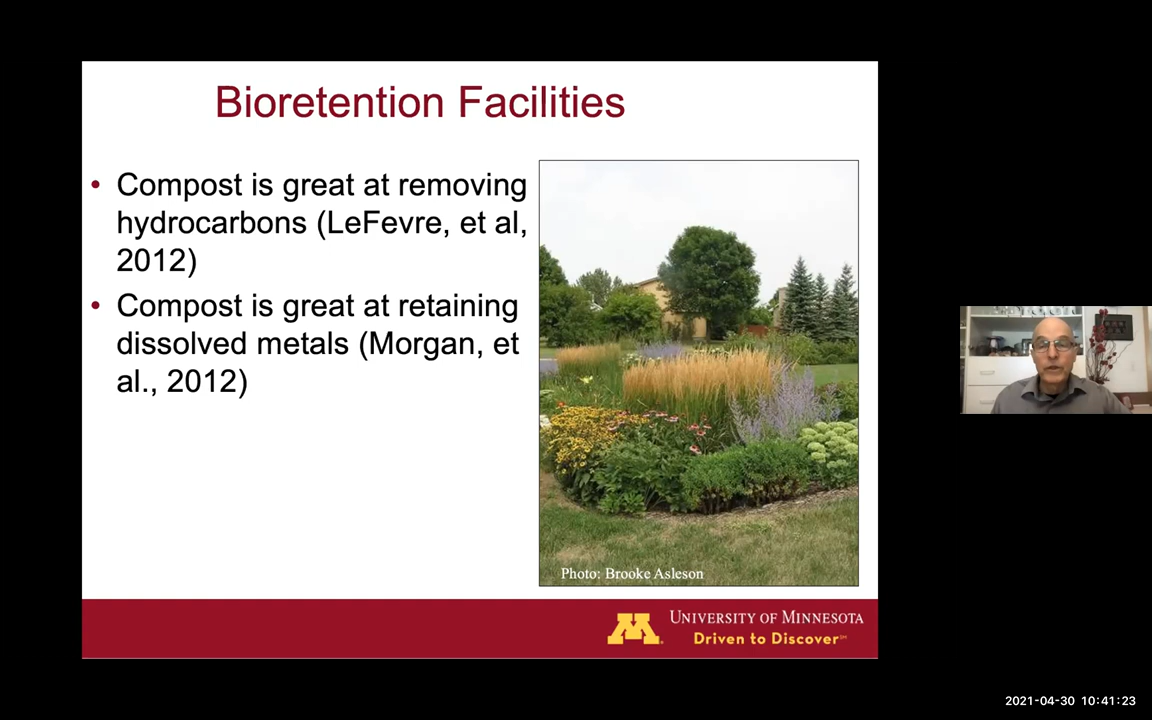 Bioretention Facilities
• Compost is great at removing
hydrocarbons (LeFevre, et al,
2012)
• Compost is great at retaining
dissolved metals (Morgan, et
al., 2012)
Photo: Brooke Asleson
M
UNIVERSITY OF MINNESOTA
Driven to Discover℠
2021-04-30 10:41:23